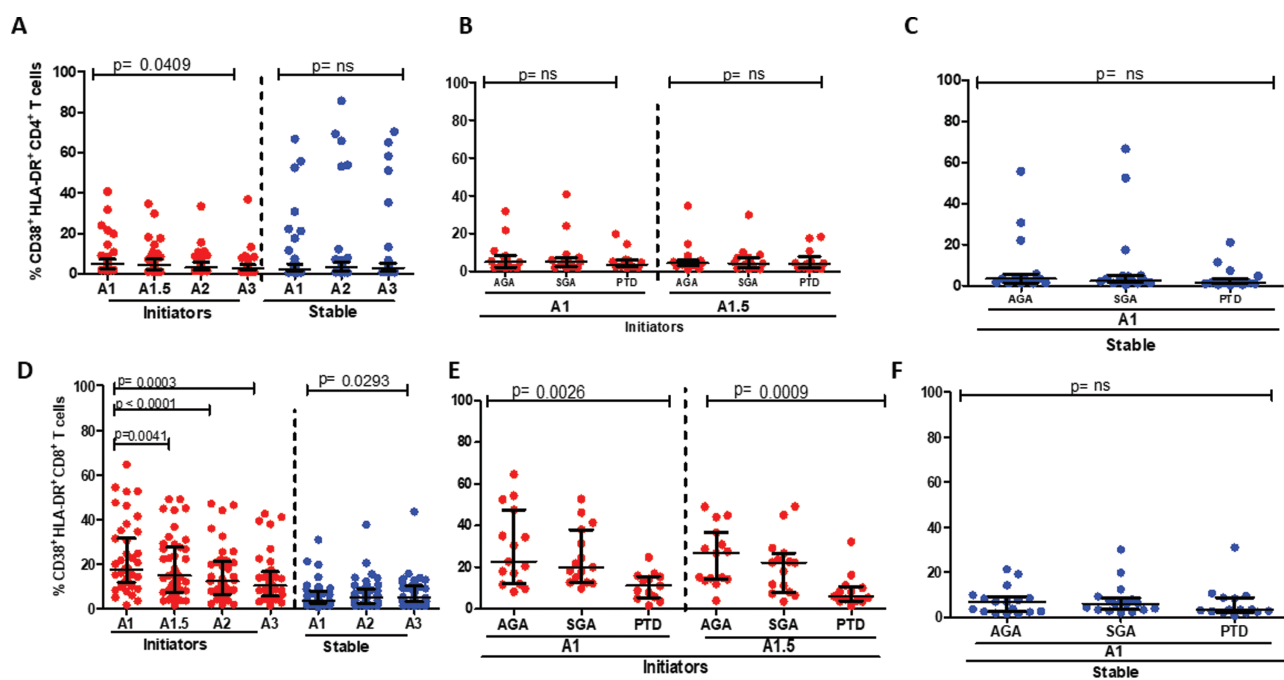 A
% CD38+ HLA-DR+ CD4+ T cells
100
80
60
40
20
0
p= 0.0409
p= ns
A1 A1.5 A2 A3 A1 A2 A3
Initiators Stable
B
100
80
60
40
20
0
p= ns
p= ns
AGA SGA PTD AGA SGA PTD
A1 A1.5
Initiators
C
100
80
60
40
20
0
p= ns
AGA SGA PTD
A1
Stable
D
% CD38+ HLA-DR+ CD8+ T cells
100
80
60
40
20
0
p= 0.0003
p < 0.0001
p=0.0041
p= 0.0293
A1 A1.5 A2 A3 A1 A2 A3
Initiators Stable
E
100
80
60
40
20
0
p= 0.0026
p= 0.0009
AGA SGA PTD AGA SGA PTD
A1 A1.5
Initiators
F
100
80
60
40
20
0
p= ns
AGA SGA PTD
A1
Stable